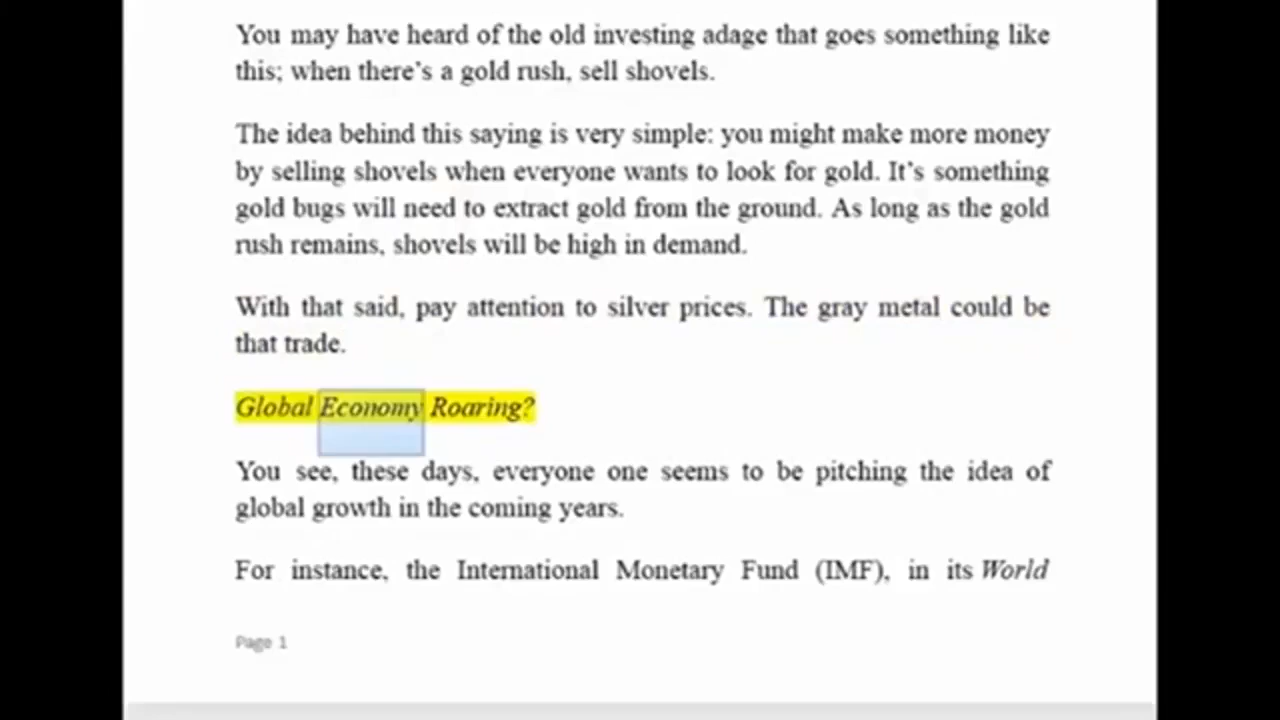 You may have heard of the old investing adage that goes something like
this; when there's a gold rush, sell shovels.
The idea behind this saying is very simple: you might make more money
by selling shovels when everyone wants to look for gold. It's something
gold bugs will need to extract gold from the ground. As long as the gold
rush remains, shovels will be high in demand.
With that said, pay attention to silver prices. The gray metal could be
that trade.
Global Economy Roaring?
You see, these days, everyone one seems to be pitching the idea of
global growth in the coming years.
For instance, the International Monetary Fund (IMF), in its World
Page 1